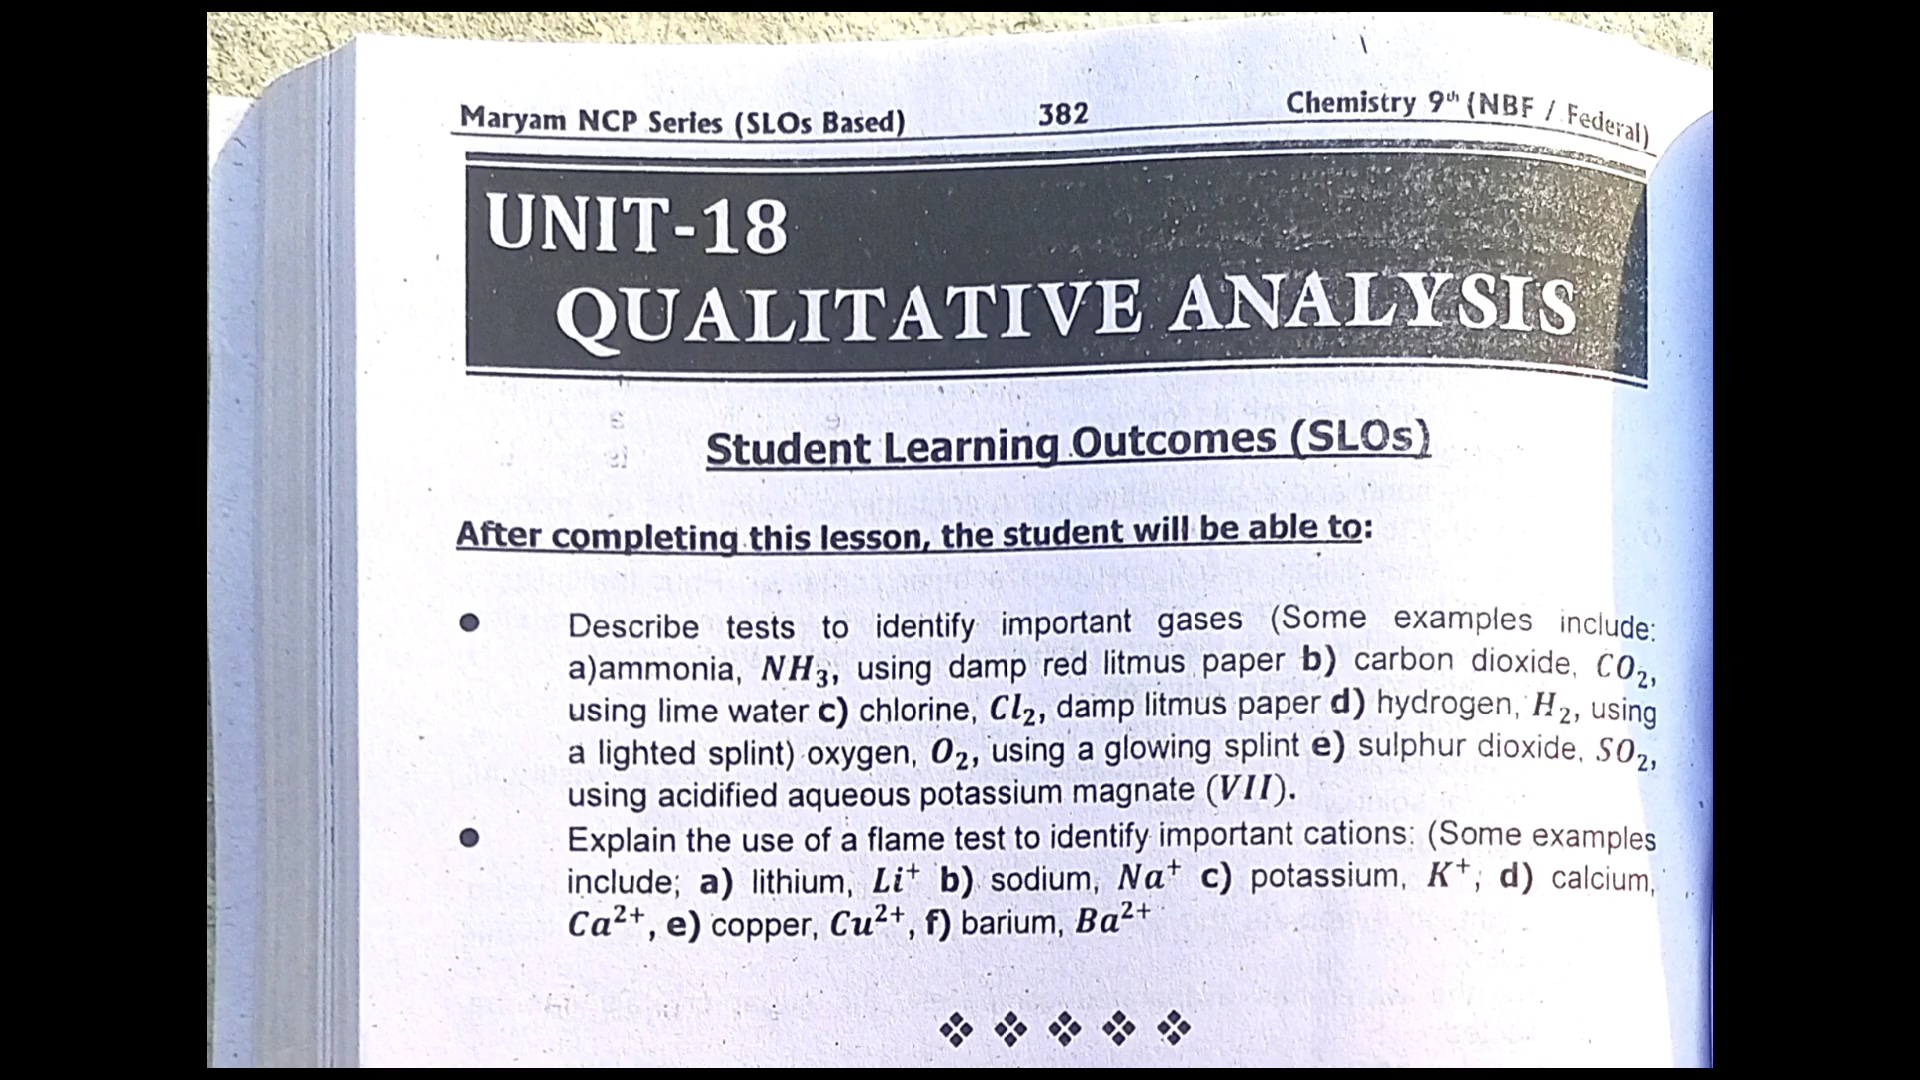 Maryam NCP Series (SLOs Based) 382 Chemistry 9th (NBF / Federal)
UNIT-18
QUALITATIVE ANALYSIS
Student Learning Outcomes (SLOs)
After completing this lesson, the student will be able to:
● Describe tests to identify important gases (Some examples include:
a)ammonia, NH₃, using damp red litmus paper b) carbon dioxide, CO₂,
using lime water c) chlorine, Cl₂, damp litmus paper d) hydrogen, H₂, using
a lighted splint) oxygen, O₂, using a glowing splint e) sulphur dioxide, SO₂,
using acidified aqueous potassium magnate (VII).
● Explain the use of a flame test to identify important cations: (Some examples
include; a) lithium, Li⁺ b) sodium, Na⁺ c) potassium, K⁺, d) calcium,
Ca²⁺, e) copper, Cu²⁺, f) barium, Ba²⁺